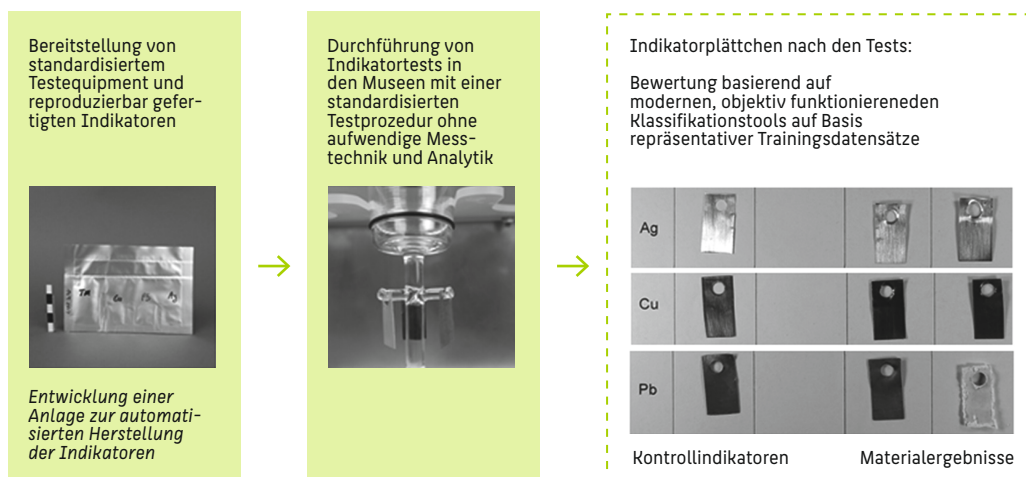 Bereitstellung von
standardisiertem
Testequipment und
reproduzierbar gefer-
tigten Indikatoren
Entwicklung einer
Anlage zur automati-
sierten Herstellung
der Indikatoren
Durchführung von
Indikatortests in
den Museen mit einer
standardisierten
Testprozedur ohne
aufwendige Mess-
technik und Analytik
Indikatorplättchen nach den Tests:
Bewertung basierend auf
modernen, objektiv funktioniereneden
Klassifikationstools auf Basis
repräsentativer Trainingsdatensätze
Ag
Cu
Pb
Kontrollindikatoren
Materialergebnisse